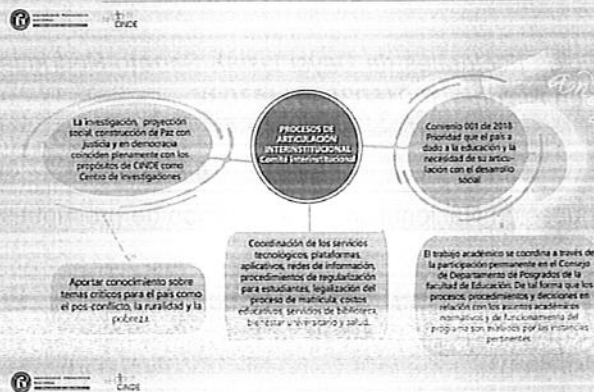 CINDE
La investigación, proyección
social, construcción de Paz con
justicia y en democracia
coinciden plenamente con los
propósitos de CINDE como
Centro de Investigaciones
PROCESOS DE
ARTICULACIÓN
INTERINSTITUCIONAL
Comité Interinstitucional
Convenio 001 de 2018
Prioridad que el país a
dado a la educación y la
necesidad de su articu-
lación con el desarrollo
social
Aportar conocimiento sobre
temas críticos para el país como
el pos-conflicto, la ruralidad y la
pobreza.
Coordinación de los servicios
tecnológicos, plataformas,
aplicativos, redes de información,
procedimientos de regularización
para estudiantes, legalización del
proceso de matrícula, costos
educativos, servicios de biblioteca,
bienestar universitario y salud.
El trabajo académico se coordina a través de
la participación permanente en el Consejo
de Departamento de Posgrados de la
facultad de Educación. De tal forma que los
procesos, procedimientos y decisiones en
relación con los asuntos académicos
normativos y de funcionamiento del
programa son avalados por las instancias
pertinentes
CINDE